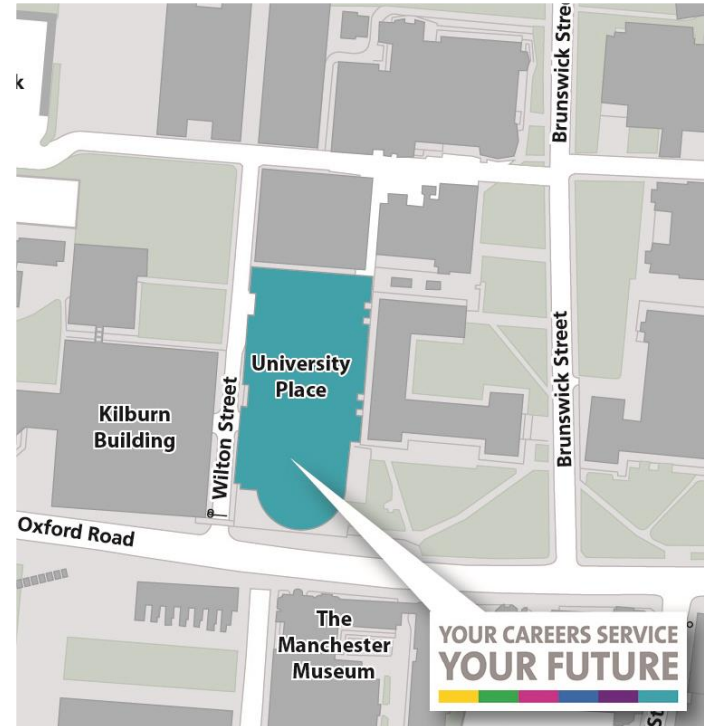 Brunswick Street
k
University
Place
Kilburn
Building
Wilton Street
Brunswick Street
Oxford Road
The
Manchester
Museum
YOUR CAREERS SERVICE
YOUR FUTURE
St